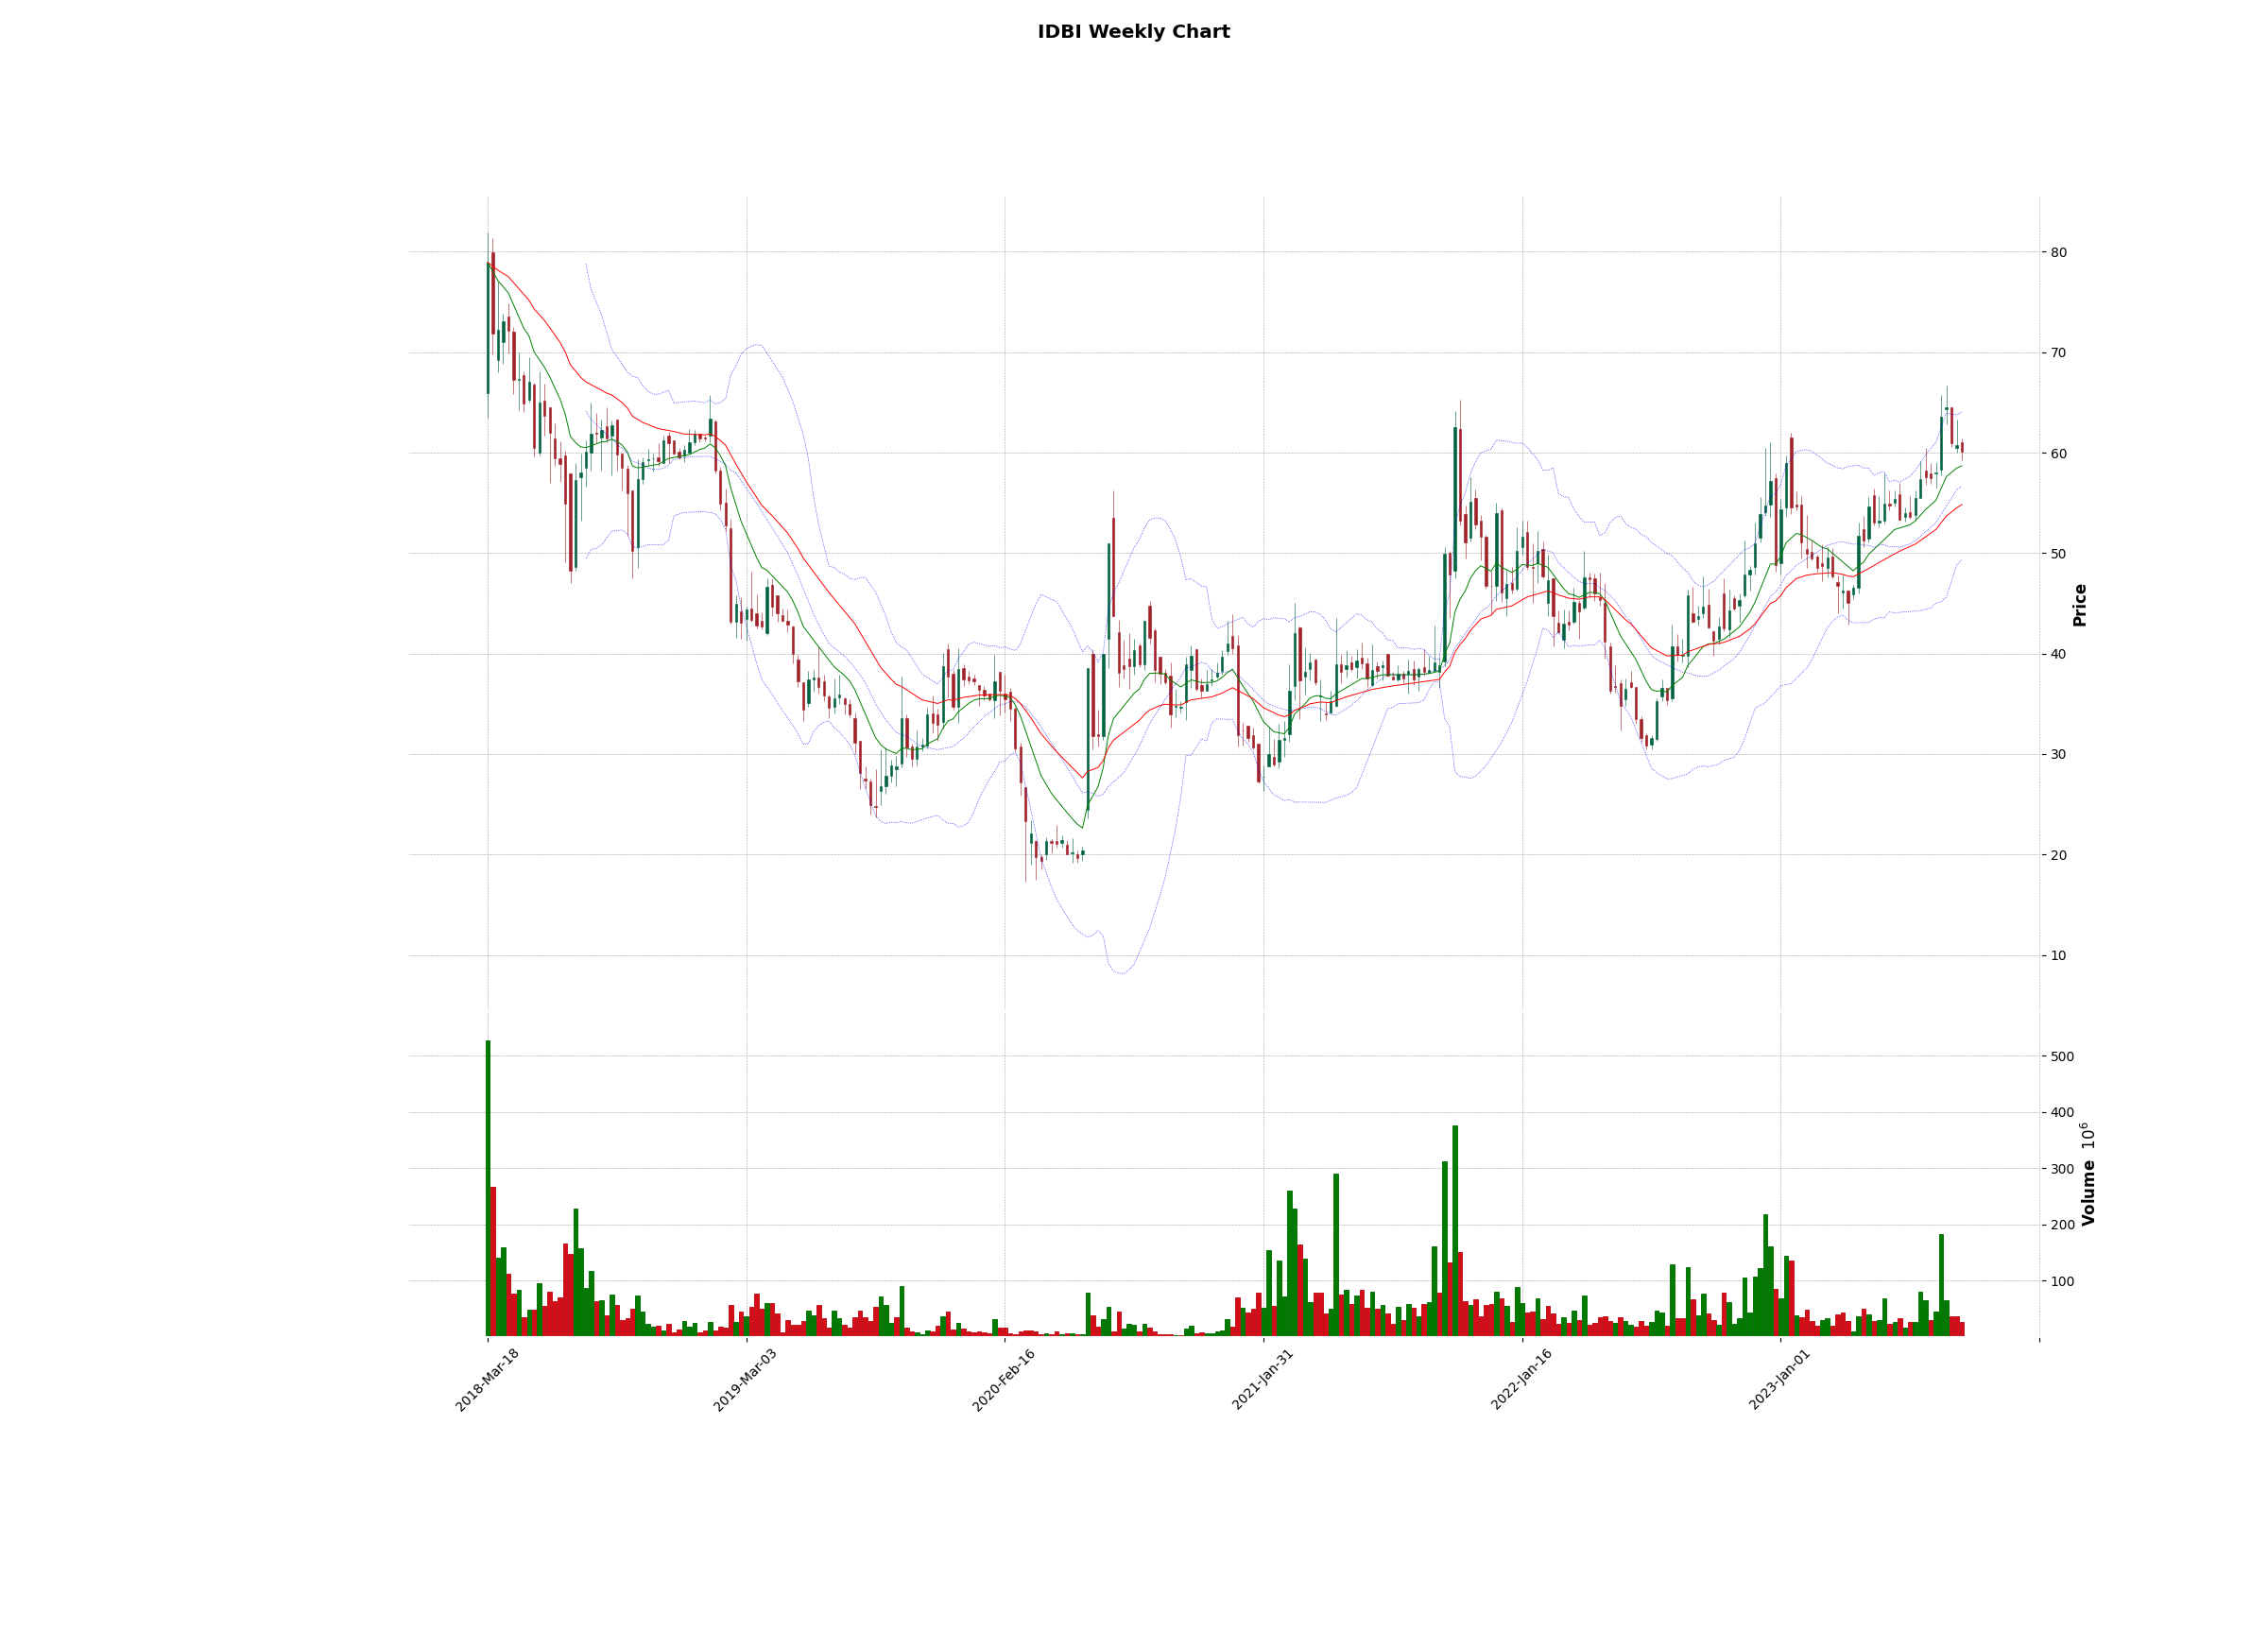 IDBI Weekly Chart
80
70
60
50
40
30
20
10
Price
500
400
300
200
100
Volume 10^6
2018-Mar-18
2019-Mar-03
2020-Feb-16
2021-Jan-31
2022-Jan-16
2023-Jan-01